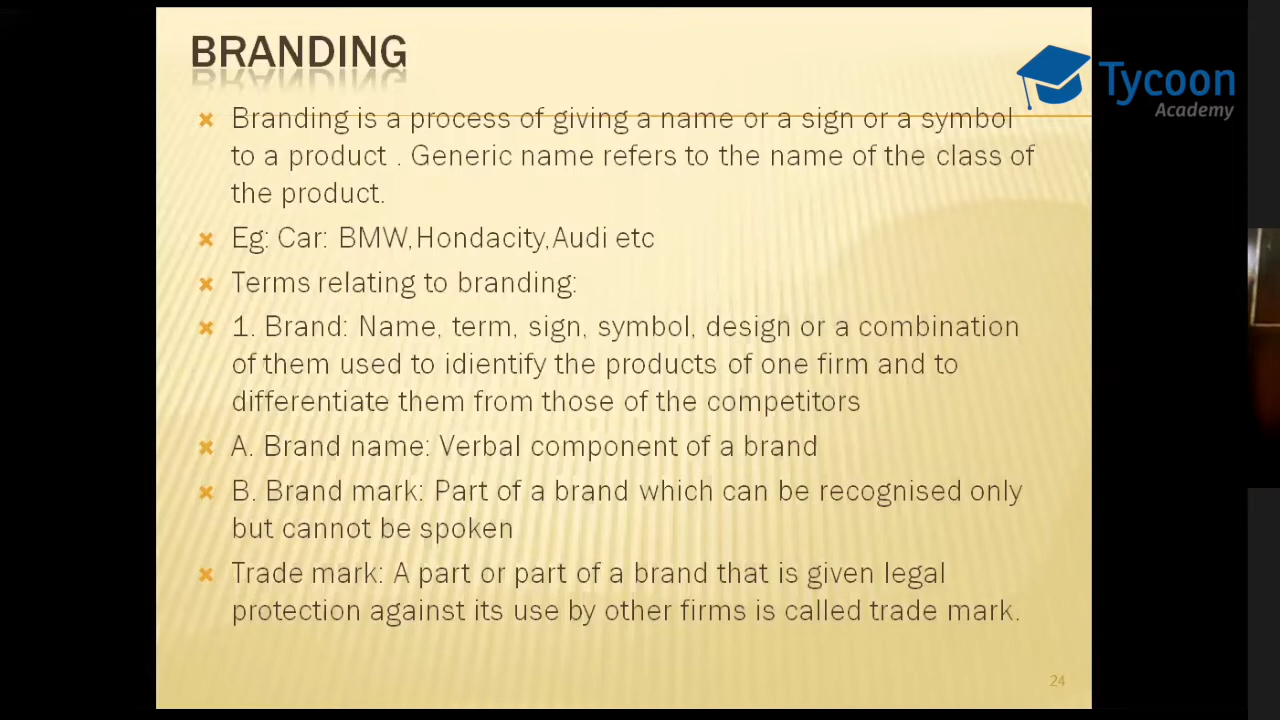 BRANDING
Tycoon
Academy
Branding is a process of giving a name or a sign or a symbol
to a product . Generic name refers to the name of the class of
the product.
Eg: Car: BMW,Hondacity,Audi etc
Terms relating to branding:
1. Brand: Name, term, sign, symbol, design or a combination
of them used to idientify the products of one firm and to
differentiate them from those of the competitors
A. Brand name: Verbal component of a brand
B. Brand mark: Part of a brand which can be recognised only
but cannot be spoken
Trade mark: A part or part of a brand that is given legal
protection against its use by other firms is called trade mark.
24